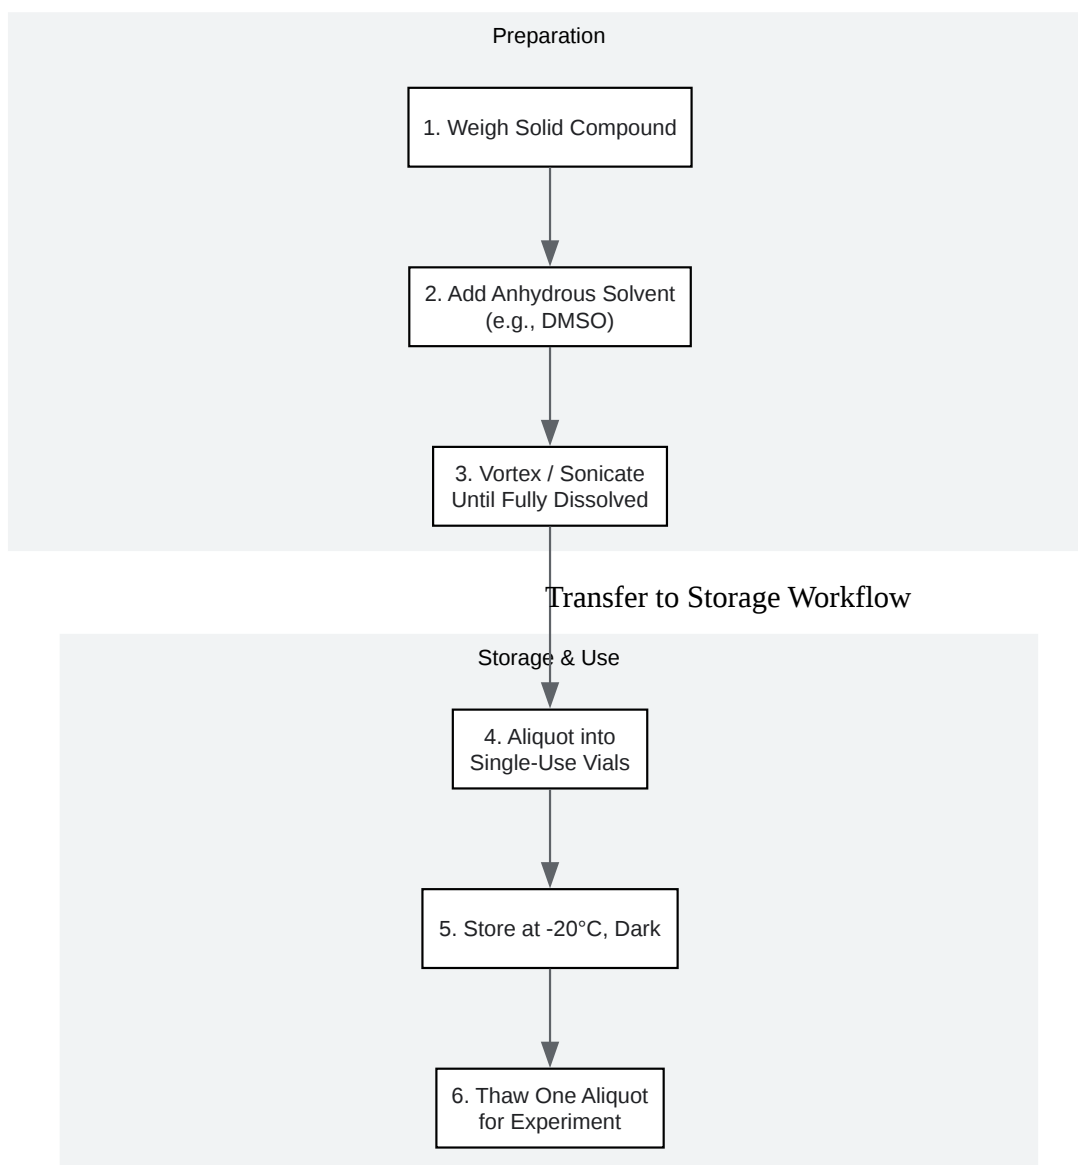 Preparation
1. Weigh Solid Compound
2. Add Anhydrous Solvent
(e.g., DMSO)
3. Vortex / Sonicate
Until Fully Dissolved
Transfer to Storage Workflow
Storage & Use
4. Aliquot into
Single-Use Vials
5. Store at -20°C, Dark
6. Thaw One Aliquot
for Experiment